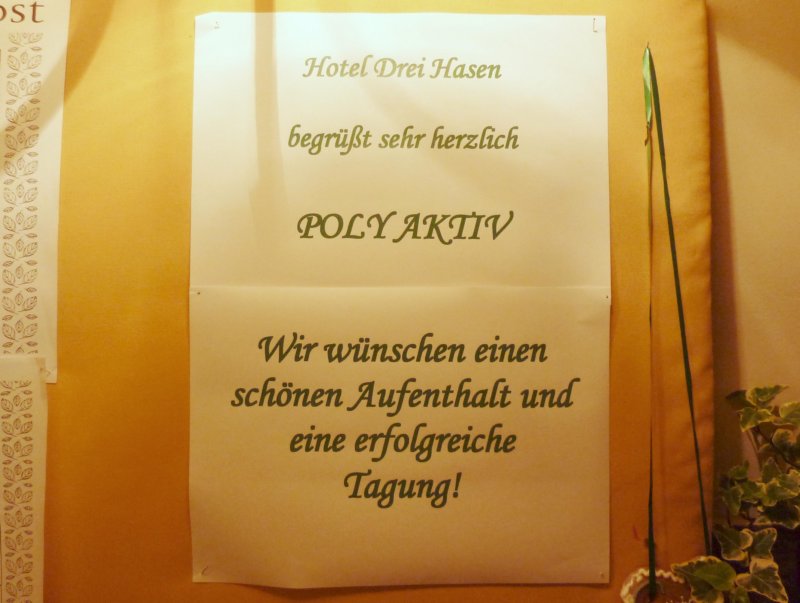 Hotel Drei Hasen
begrüßt sehr herzlich
POLY AKTIV
Wir wünschen einen
schönen Aufenthalt und
eine erfolgreiche
Tagung!